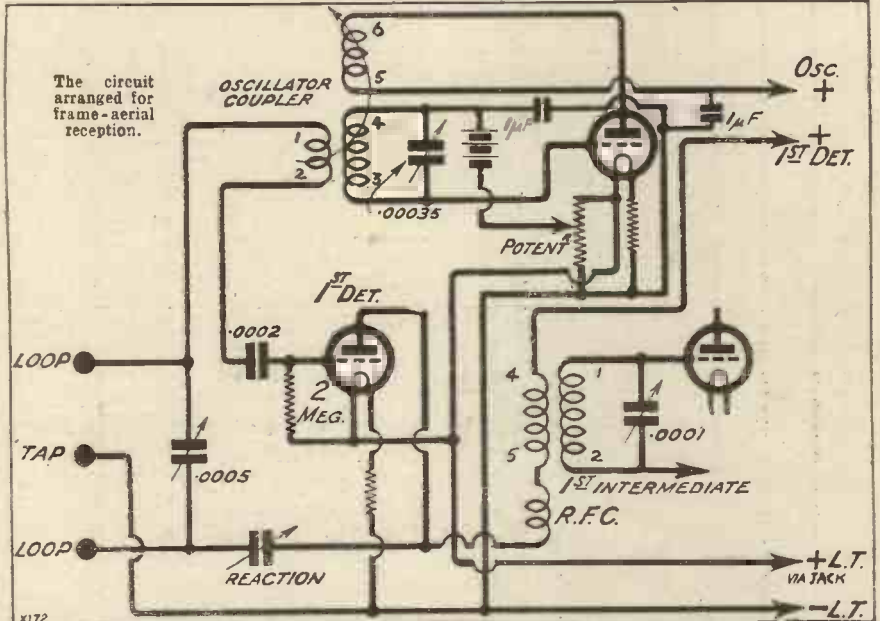 The circuit
arranged for
frame-aerial
reception.
OSCILLATOR
COUPLER
6
5
OSC.
+
1
2
4
3
1µF
1µF
+
1ST DET.
.00035
POTENTR
1ST DET.
.0002
2
MEG.
LOOP
TAP
LOOP
.0005
REACTION
4
5
1
2
.0001
1ST INTERMEDIATE
R.F.C.
+L.T.
VIA JACK
-L.T.
X172